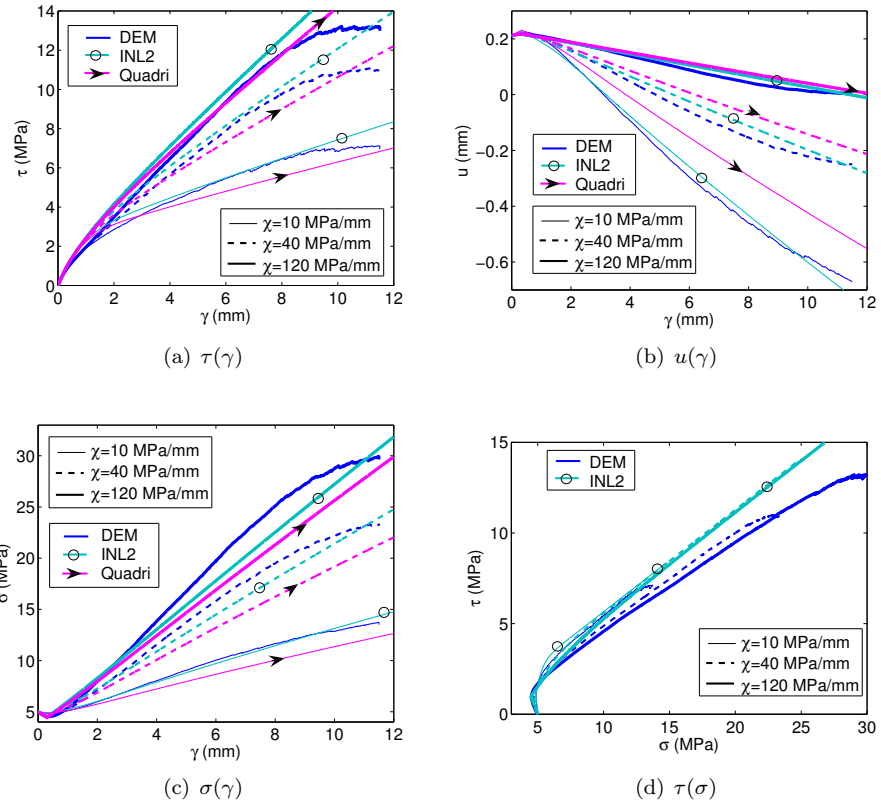 14
12
10
8
6
4
2
0
τ (MPa)
DEM
INL2
Quadri
χ=10 MPa/mm
χ=40 MPa/mm
χ=120 MPa/mm
0 2 4 6 8 10 12
γ (mm)
(a) τ(γ)
0.2
0
−0.2
−0.4
−0.6
u (mm)
DEM
INL2
Quadri
χ=10 MPa/mm
χ=40 MPa/mm
χ=120 MPa/mm
0 2 4 6 8 10 12
γ (mm)
(b) u(γ)
30
25
20
15
10
5
σ (MPa)
χ=10 MPa/mm
χ=40 MPa/mm
χ=120 MPa/mm
DEM
INL2
Quadri
0 2 4 6 8 10 12
γ (mm)
(c) σ(γ)
15
10
5
0
τ (MPa)
DEM
INL2
χ=10 MPa/mm
χ=40 MPa/mm
χ=120 MPa/mm
5 10 15 20 25 30
σ (MPa)
(d) τ(σ)